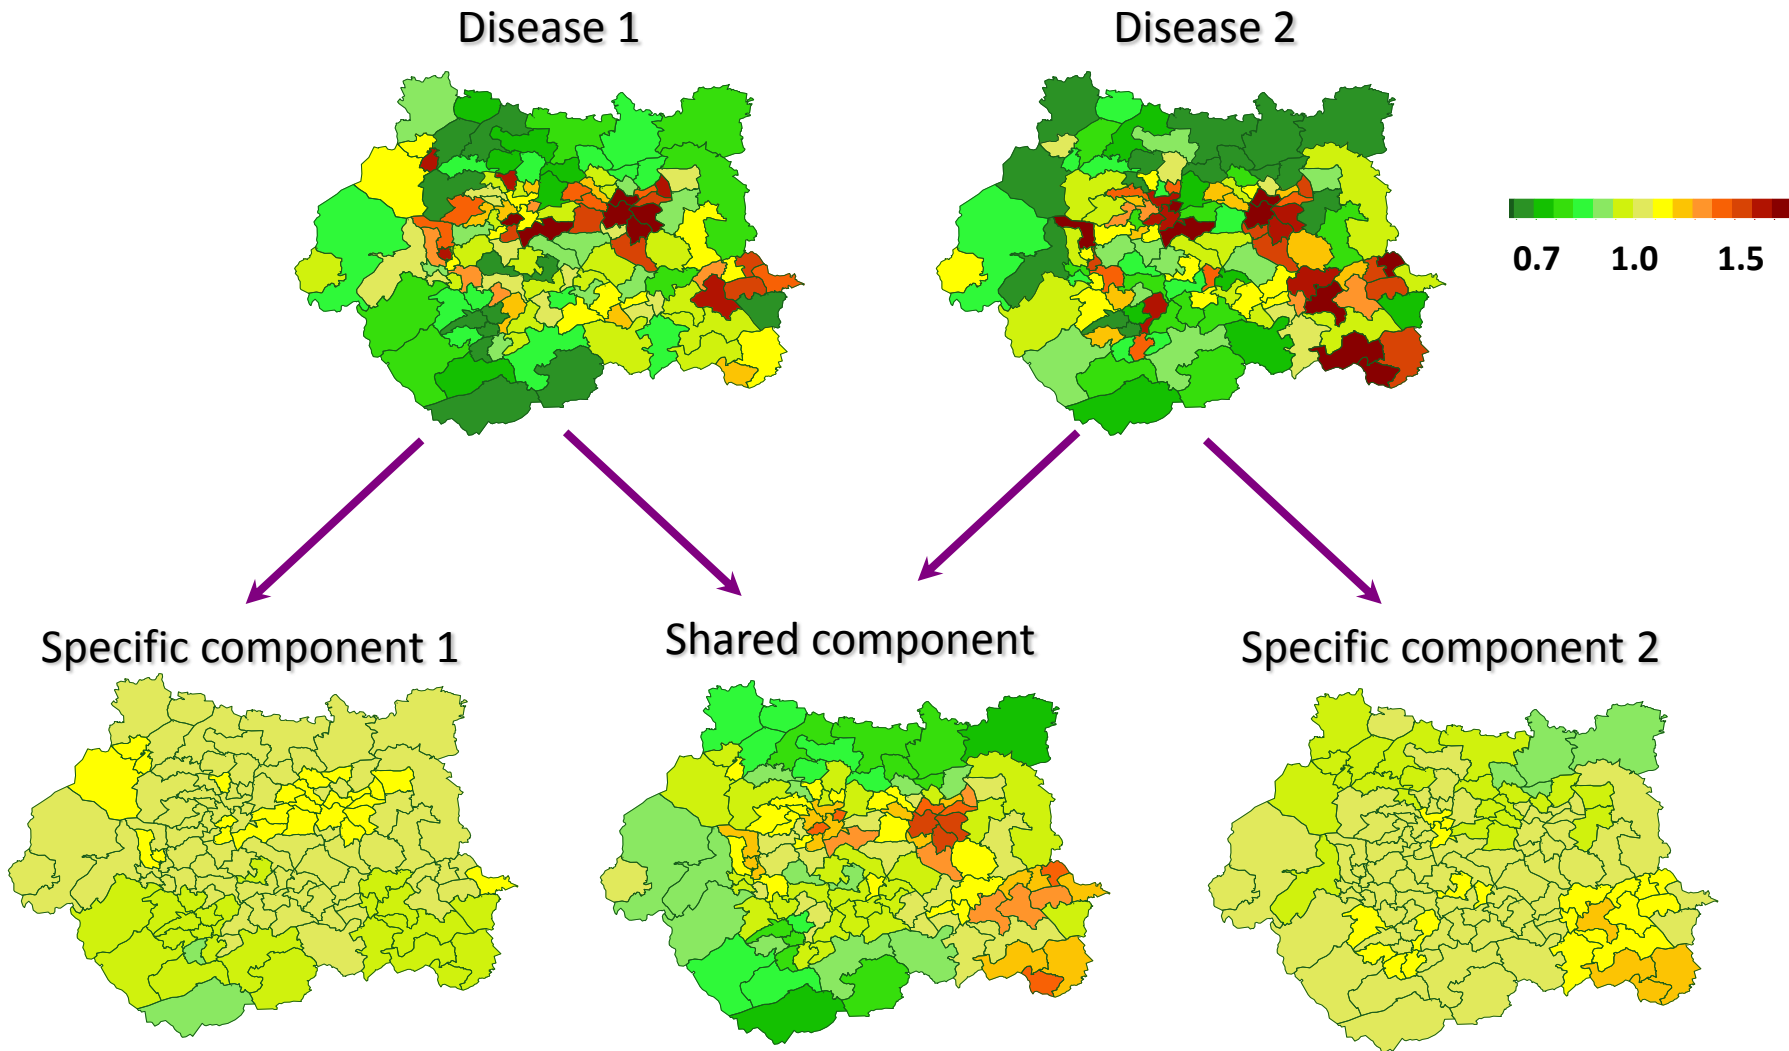 Disease 1
Disease 2
0.7 1.0 1.5
Specific component 1
Shared component
Specific component 2